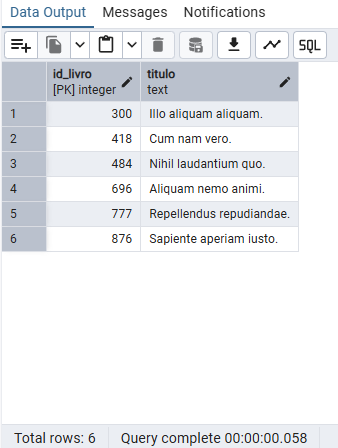 Data Output Messages Notifications
SQL
id_livro titulo
[PK] integer text
1 300 Illo aliquam aliquam.
2 418 Cum nam vero.
3 484 Nihil laudantium quo.
4 696 Aliquam nemo animi.
5 777 Repellendus repudiandae.
6 876 Sapiente aperiam iusto.
Total rows: 6 Query complete 00:00:00.058